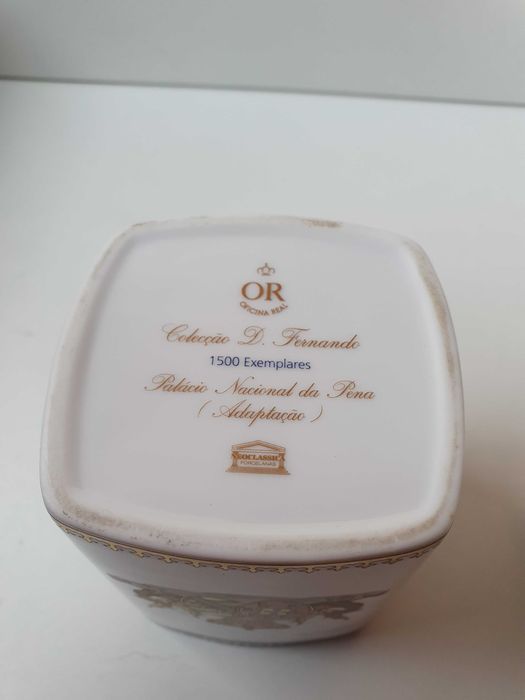 OR
OFICINA REAL
Colecção D. Fernando
1500 Exemplares
Palácio Nacional da Pena
( Adaptação )
NEOCLASSICA
PORCELANAS